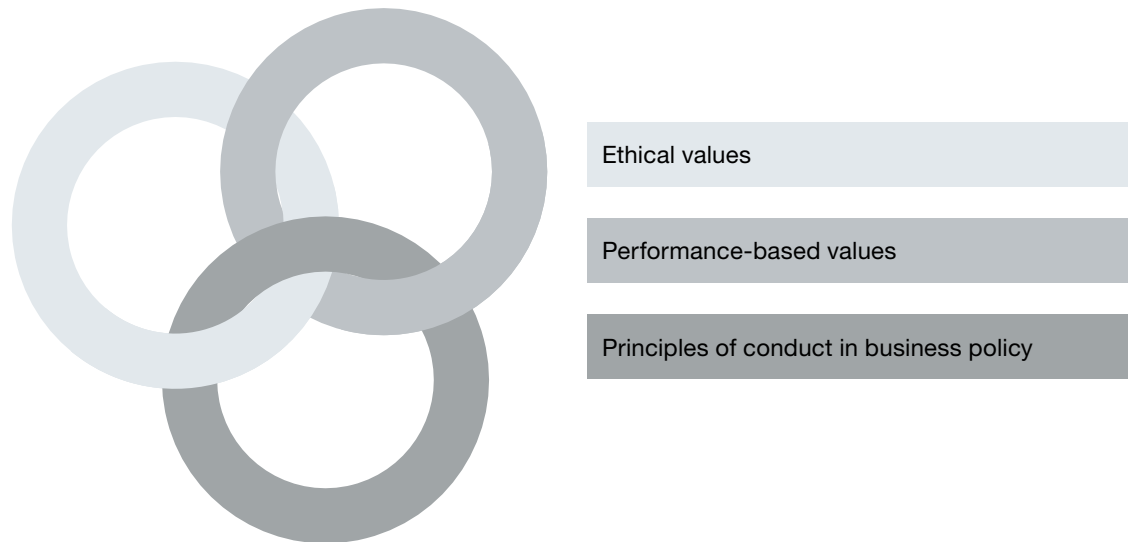 Ethical values
Performance-based values
Principles of conduct in business policy